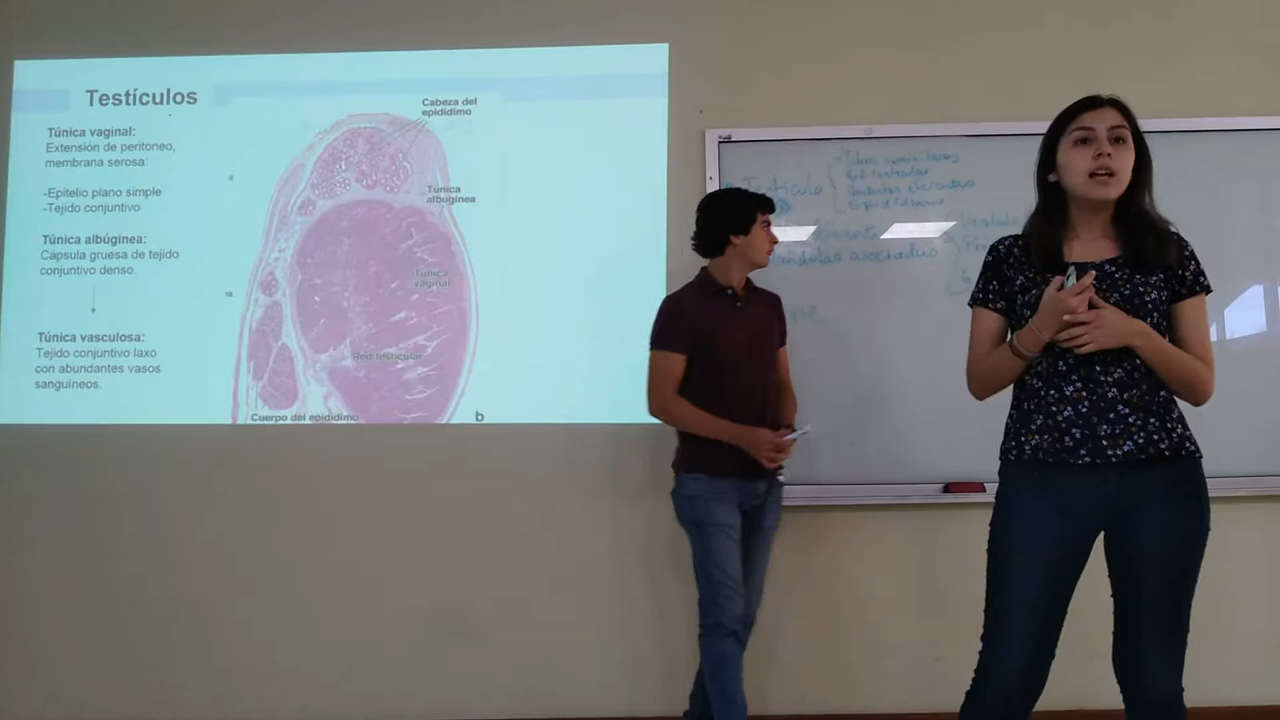 Testículos
Túnica vaginal:
Extensión de peritoneo,
membrana serosa:
-Epitelio plano simple
-Tejido conjuntivo
Túnica albúginea:
Cápsula gruesa de tejido
conjuntivo denso.
Túnica vasculosa:
Tejido conjuntivo laxo
con abundantes vasos
sanguíneos.
Cabeza del
epidídimo
Túnica
albugínea
Túnica
vaginal
Red testicular
Cuerpo del epidídimo
b
Testículo
Red testicular
asociadas